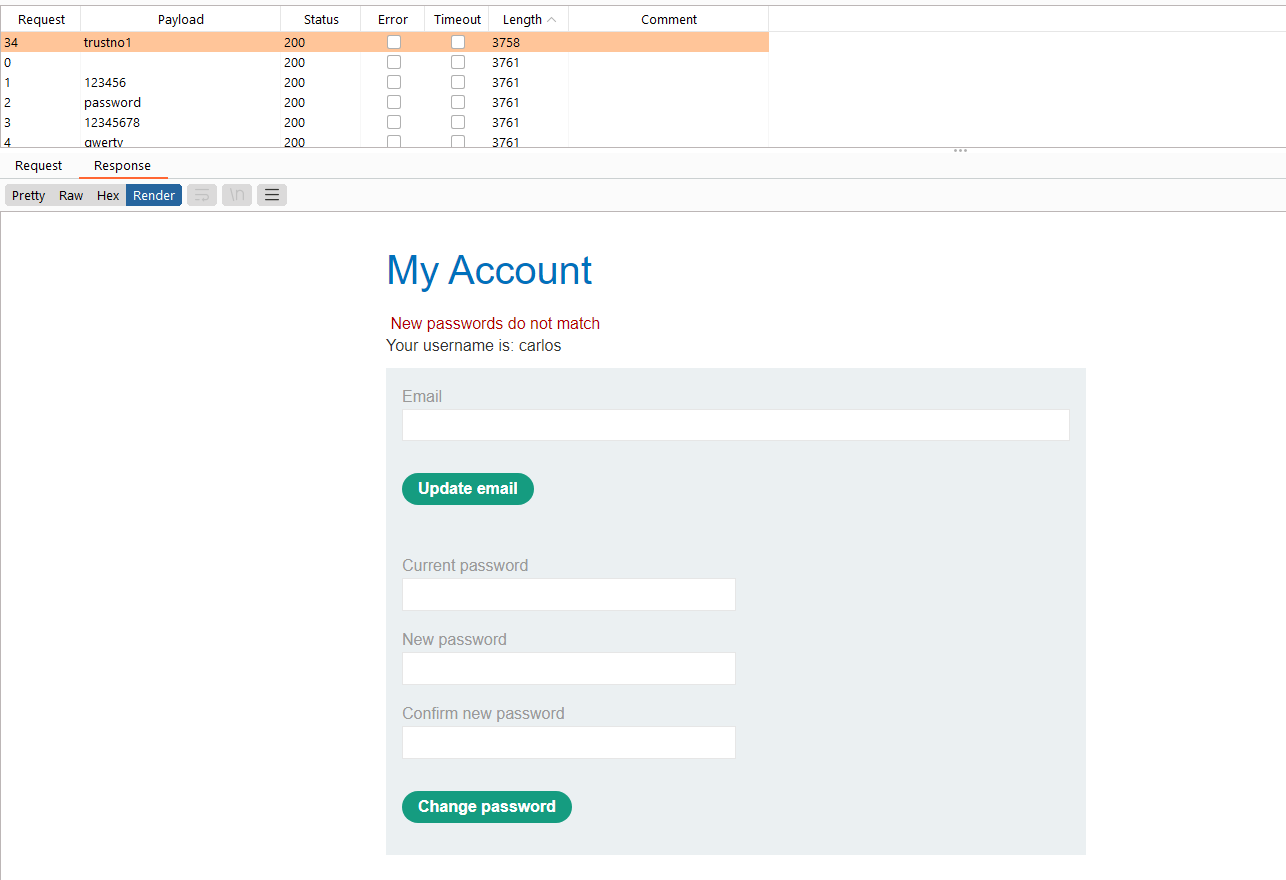 Request Payload Status Error Timeout Length Comment
34 trustno1 200 3758
0 200 3761
1 123456 200 3761
2 password 200 3761
3 12345678 200 3761
4 qwerty 200 3761
Request Response
Pretty Raw Hex Render \n
My Account
New passwords do not match
Your username is: carlos
Email
Update email
Current password
New password
Confirm new password
Change password